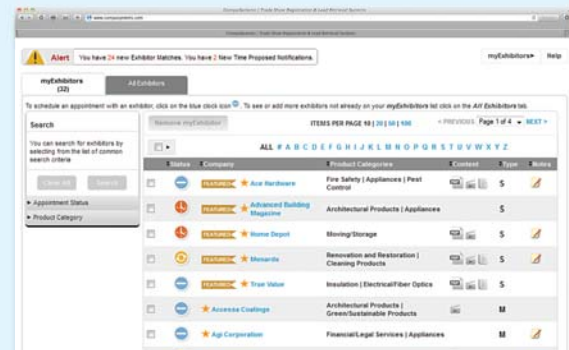 Alert You have 24 new Exhibitor Matches. You have 2 New Time Proposed Notifications.
myExhibitors▸ Help
myExhibitors
(32)
All Exhibitors
To schedule an appointment with an exhibitor, click on the blue clock icon . To see or add more exhibitors not already on your myExhibitors list click on the All Exhibitors tab.
Search
You can search for exhibitors by
selecting from the list of common
search criteria
Clear All Search
▸ Appointment Status
▸ Product Category
Remove myExhibitor ITEMS PER PAGE 10 | 20 | 50 | 100 < PREVIOUS Page 1 of 4 NEXT >
ALL # A B C D E F G H I J K L M N O P Q R S T U V W X Y Z
Status Company Product Categories Content Type Notes
FEATURED Ace Hardware Fire Safety | Appliances | Pest
Control S
FEATURED Advanced Building
Magazine Architectural Products | Appliances S
FEATURED Home Depot Moving/Storage S
FEATURED Menards Renovation and Restoration |
Cleaning Products S
FEATURED True Value Insulation | Electrical/Fiber Optics S
Accessa Coatings Architectural Products |
Green/Sustainable Products M
Agi Corporation Financial/Legal Services | Appliances M